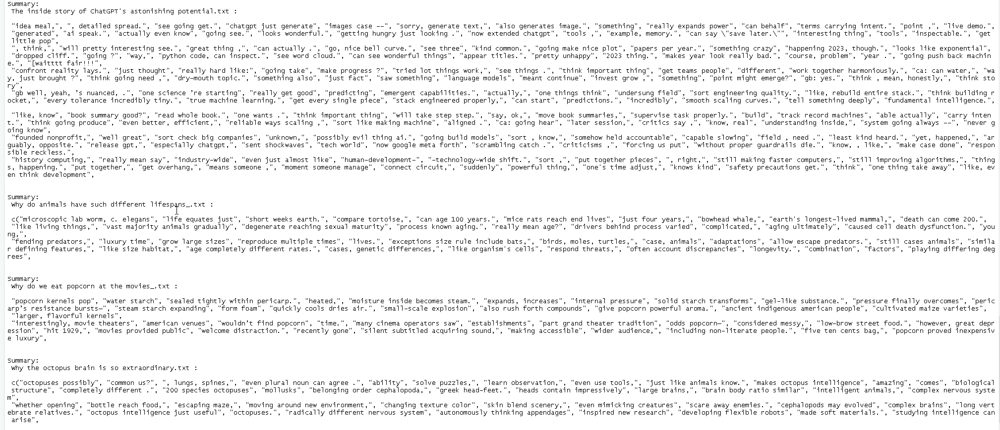 Summary:
The inside story of ChatGPT's astonishing potential.txt :
"idea meal,", ", detailed spread.", "see going get.", "chatgpt just generate", "images case --", "sorry, generate text,", "also generates image.", "something", "really expands power", "can behalf", "terms carrying intent.", "point ,", "live demo.",
"generated", "ai speak.", "actually even know", "going see.", "looks wonderful.", "getting hungry just looking .", "now extended chatgpt", "tools ,", "example, memory.", "can say \"save later.\"", "interesting thing", "tools", "inspectable.", "get
little pop",
", think,", "will pretty interesting see.", "great thing ,", "can actually .", "go, nice bell curve.", "see three", "kind common.", "going make nice plot", "papers per year.", "something crazy", "happening 2023, though.", "looks like exponential",
"dropped cliff.", "going ?", "way,", "python code, can inspect.", "see word cloud.", "can see wonderful things", "appear titles.", "pretty unhappy", "2023 thing.", "makes year look really bad.", "course, problem", "year .", "going push back machin
e.", "[waitttt fair!!!",
"confront reality lays.", "just thought", "really hard like:", "going take", "make progress ?", "tried lot things work,", "see things .", "think important thing", "get teams people", "different", "work together harmoniously.", "ca: can water,", "wa
y, just brought ?", "think going need ,", "dry-mouth topic.", "something also", "just fact", "saw something", "language models", "meant continue", "invest grow ,", "something", "point might emerge?", "gb: yes.", "think , mean, honestly,", "think sto
ry",
"gb well, yeah, ’s nuanced, .", "one science ’re starting", "really get good", "predicting", "emergent capabilities.", "actually,", "one things think", "undersung field", "sort engineering quality.", "like, rebuild entire stack.", "think building r
ocket,", "every tolerance incredibly tiny.", "true machine learning.", "get every single piece", "stack engineered properly,", "can start", "predictions.", "incredibly", "smooth scaling curves.", "tell something deeply", "fundamental intelligence.",
"like, know", "book summary good?", "read whole book.", "one wants .", "think important thing", "will take step step.", "say, ok,", "move book summaries,", "supervise task properly.", "build", "track record machines", "able actually", "carry inten
t.", "think going produce", "even better, efficient,", "reliable ways scaling ,", "sort like making machine", "aligned .", "ca: going hear", "later session,", "critics say ,", "know, real", "understanding inside,", "system going always --", "never g
oing know",
"founded nonprofit,", "well great", "sort check big companies", "unknown,", "possibly evil thing ai.", "going build models", "sort , know,", "somehow held accountable", "capable slowing", "field , need .", "least kind heard.", "yet, happened,", "ar
guably, opposite.", "release gpt,", "especially chatgpt,", "sent shockwaves", "tech world", "now google meta forth", "scrambling catch .", "criticisms ,", "forcing us put", "without proper guardrails die.", "know, , like,", "make case done", "respon
sible reckless.",
"history computing,", "really mean say", "industry-wide", "even just almost like", "human-development-", "-technology-wide shift.", "sort ,", "put together pieces", ", right,", "still making faster computers,", "still improving algorithms,", "thing
s, happening.", "put together,", "get overhang,", "means someone ,", "moment someone manage", "connect circuit,", "suddenly", "powerful thing,", "one's time adjust,", "knows kind", "safety precautions get.", "think", "one thing take away", "like, ev
en think development",
Summary:
Why do animals have such different lifespans_.txt :
c("microscopic lab worm, c. elegans", "life equates just", "short weeks earth.", "compare tortoise,", "can age 100 years.", "mice rats reach end lives", "just four years,", "bowhead whale,", "earth's longest-lived mammal,", "death can come 200.",
"like living things,", "vast majority animals gradually", "degenerate reaching sexual maturity", "process known aging.", "really mean age?", "drivers behind process varied", "complicated,", "aging ultimately", "caused cell death dysfunction.", "you
ng,",
"fending predators,", "luxury time", "grow large sizes", "reproduce multiple times", "lives.", "exceptions size rule include bats,", "birds, moles, turtles,", "case, animals", "adaptations", "allow escape predators.", "still cases animals", "simila
r defining features,", "like size habitat,", "age completely different rates.", "cases, genetic differences,", "like organism's cells", "respond threats,", "often account discrepancies", "longevity.", "combination", "factors", "playing differing deg
rees",
Summary:
Why do we eat popcorn at the movies_.txt :
"popcorn kernels pop", "water starch", "sealed tightly within pericarp.", "heated,", "moisture inside becomes steam.", "expands, increases", "internal pressure", "solid starch transforms", "gel-like substance.", "pressure finally overcomes", "peric
arp’s resistance bursts—", "steam starch expanding", "form foam", "quickly cools dries air.", "small-scale explosion", "also rush forth compounds", "give popcorn powerful aroma.", "ancient indigenous american people", "cultivated maize varieties",
"larger, flavorful kernels",
"interestingly, movie theaters", "american venues", "wouldn’t find popcorn", "time.", "many cinema operators saw", "establishments", "part grand theater tradition", "odds popcorn—", "considered messy,", "low-brow street food.", "however, great depr
ession", "hit 1929,", "movies provided public", "welcome distraction.", "recently gone", "silent subtitled acquiring sound,", "making accessible", "wider audience,", "including non-literate people.", "five ten cents bag,", "popcorn proved inexpensiv
e luxury",
Summary:
Why the octopus brain is so extraordinary.txt :
c("octopuses possibly", "common us?", ", lungs, spines,", "even plural noun can agree .", "ability", "solve puzzles,", "learn observation,", "even use tools,", "just like animals know.", "makes octopus intelligence", "amazing", "comes", "biological
structure", "completely different .", "200 species octopuses", "mollusks", "belonging order cephalopoda,", "greek head-feet.", "heads contain impressively", "large brains,", "brain body ratio similar", "intelligent animals,", "complex nervous syste
m",
"whether opening", "bottle reach food,", "escaping maze,", "moving around new environment,", "changing texture color", "skin blend scenery,", "even mimicking creatures", "scare away enemies.", "cephalopods may evolved", "complex brains", "long vert
ebrate relatives.", "octopus intelligence just useful", "octopuses.", "radically different nervous system", "autonomously thinking appendages", "inspired new research", "developing flexible robots", "made soft materials.", "studying intelligence can
arise",